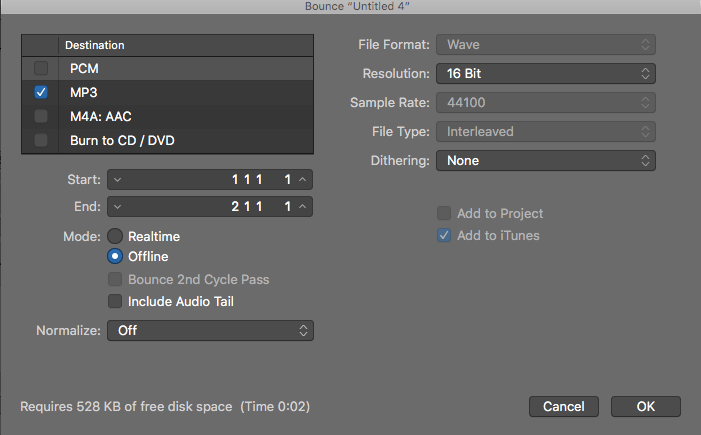 Bounce “Untitled 4”
Destination
PCM
MP3
M4A: AAC
Burn to CD / DVD
Start: 1 1 1 1
End: 2 1 1 1
Mode: Realtime
Offline
Bounce 2nd Cycle Pass
Include Audio Tail
Normalize: Off
File Format: Wave
Resolution: 16 Bit
Sample Rate: 44100
File Type: Interleaved
Dithering: None
Add to Project
Add to iTunes
Requires 528 KB of free disk space (Time 0:02)
Cancel
OK